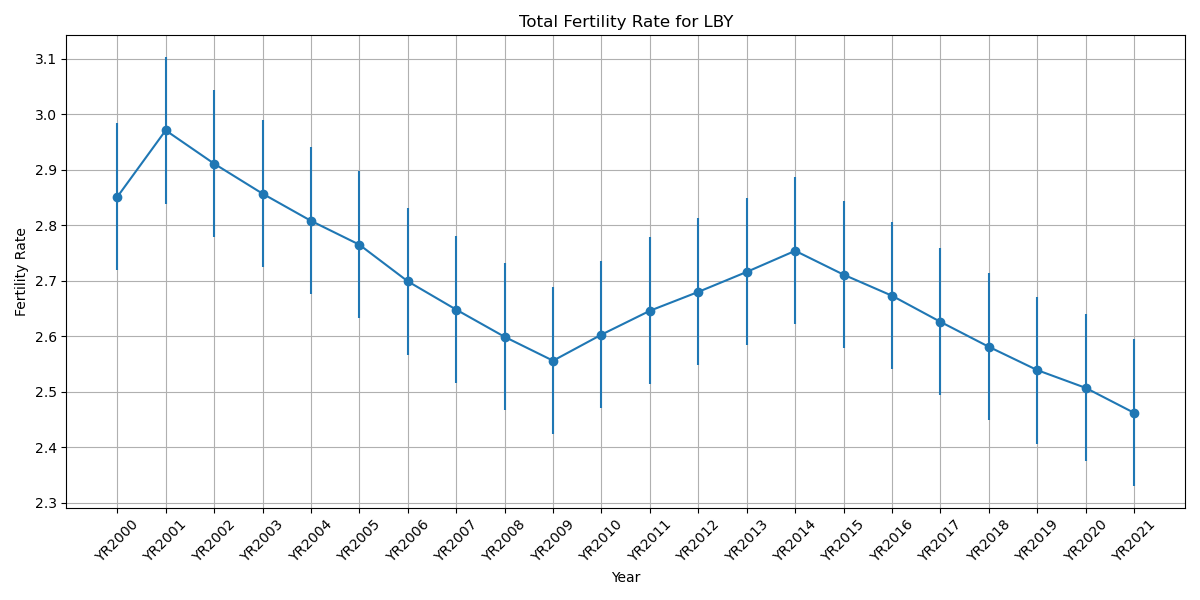 Total Fertility Rate for LBY
Fertility Rate
3.1
3.0
2.9
2.8
2.7
2.6
2.5
2.4
2.3
YR2000
YR2001
YR2002
YR2003
YR2004
YR2005
YR2006
YR2007
YR2008
YR2009
YR2010
YR2011
YR2012
YR2013
YR2014
YR2015
YR2016
YR2017
YR2018
YR2019
YR2020
YR2021
Year